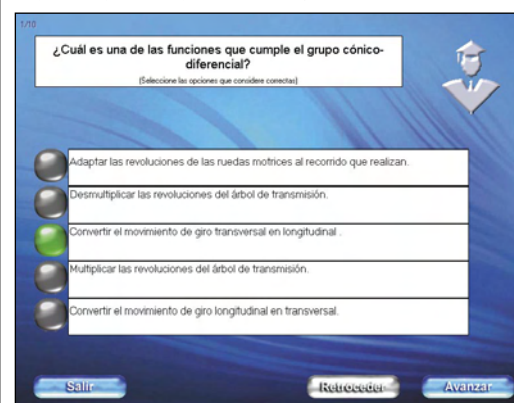 1/10
¿Cuál es una de las funciones que cumple el grupo cónico-
diferencial?
(Seleccione las opciones que considere correctas)
Adaptar las revoluciones de las ruedas motrices al recorrido que realizan.
Desmultiplicar las revoluciones del árbol de transmisión.
Convertir el movimiento de giro transversal en longitudinal .
Multiplicar las revoluciones del árbol de transmisión.
Convertir el movimiento de giro longitudinal en transversal.
Salir
Retroceder
Avanzar